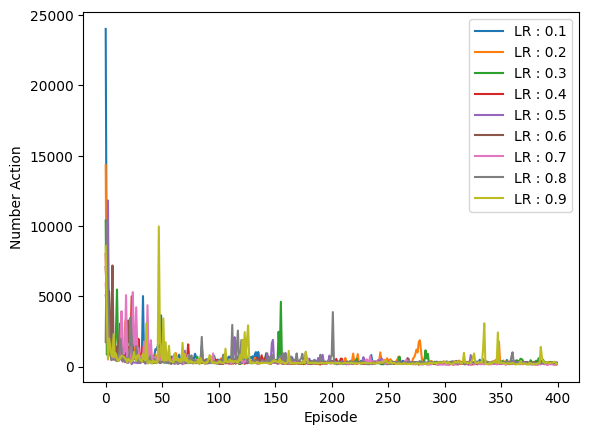 25000
20000
15000
10000
5000
0
Number Action
0
50
100
150
200
250
300
350
400
Episode
LR : 0.1
LR : 0.2
LR : 0.3
LR : 0.4
LR : 0.5
LR : 0.6
LR : 0.7
LR : 0.8
LR : 0.9